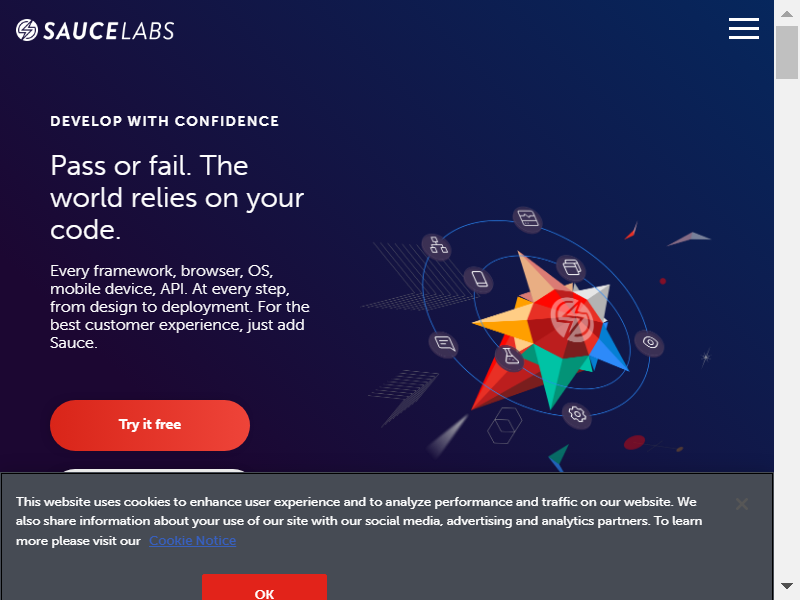 SAUCELABS
DEVELOP WITH CONFIDENCE
Pass or fail. The
world relies on your
code.
Every framework, browser, OS,
mobile device, API. At every step,
from design to deployment. For the
best customer experience, just add
Sauce.
Try it free
This website uses cookies to enhance user experience and to analyze performance and traffic on our website. We
also share information about your use of our site with our social media, advertising and analytics partners. To learn
more please visit our Cookie Notice
OK